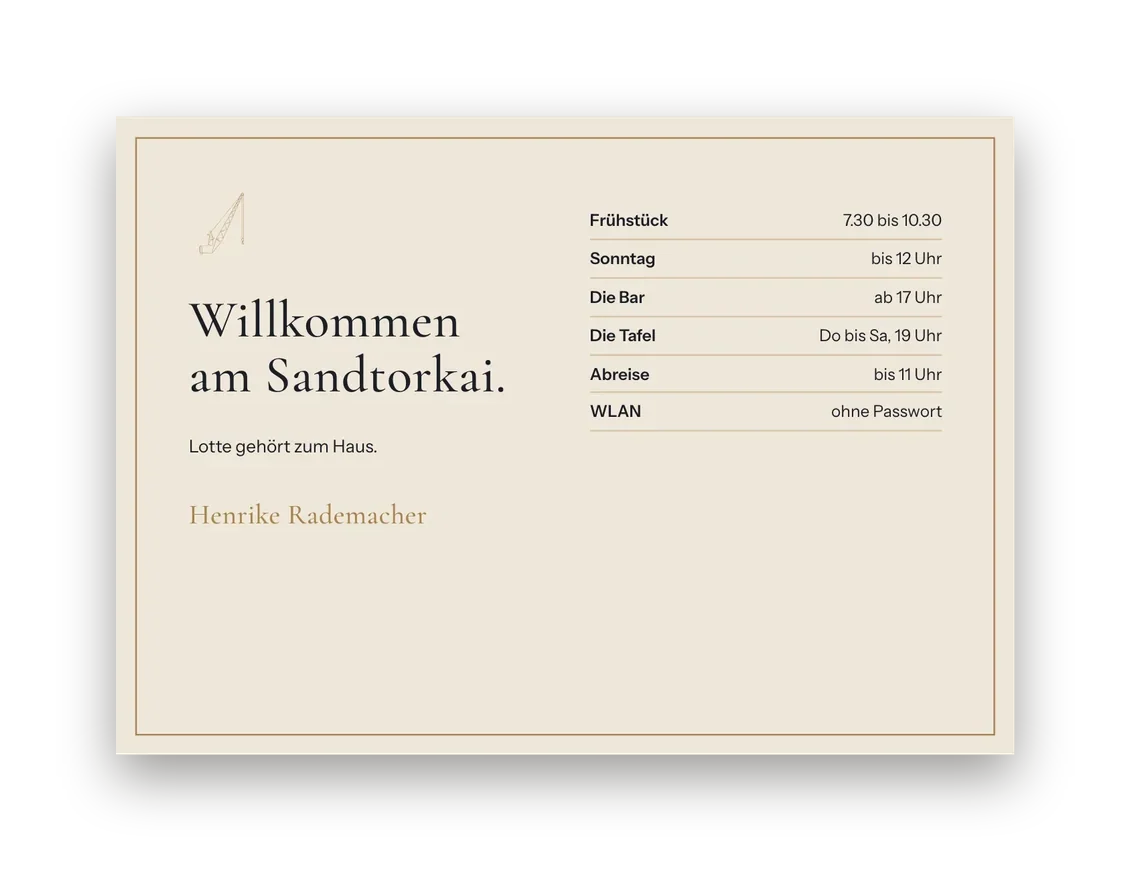 Willkommen
am Sandtorkai.
Lotte gehört zum Haus.
Henrike Rademacher
Frühstück 7.30 bis 10.30
Sonntag bis 12 Uhr
Die Bar ab 17 Uhr
Die Tafel Do bis Sa, 19 Uhr
Abreise bis 11 Uhr
WLAN ohne Passwort